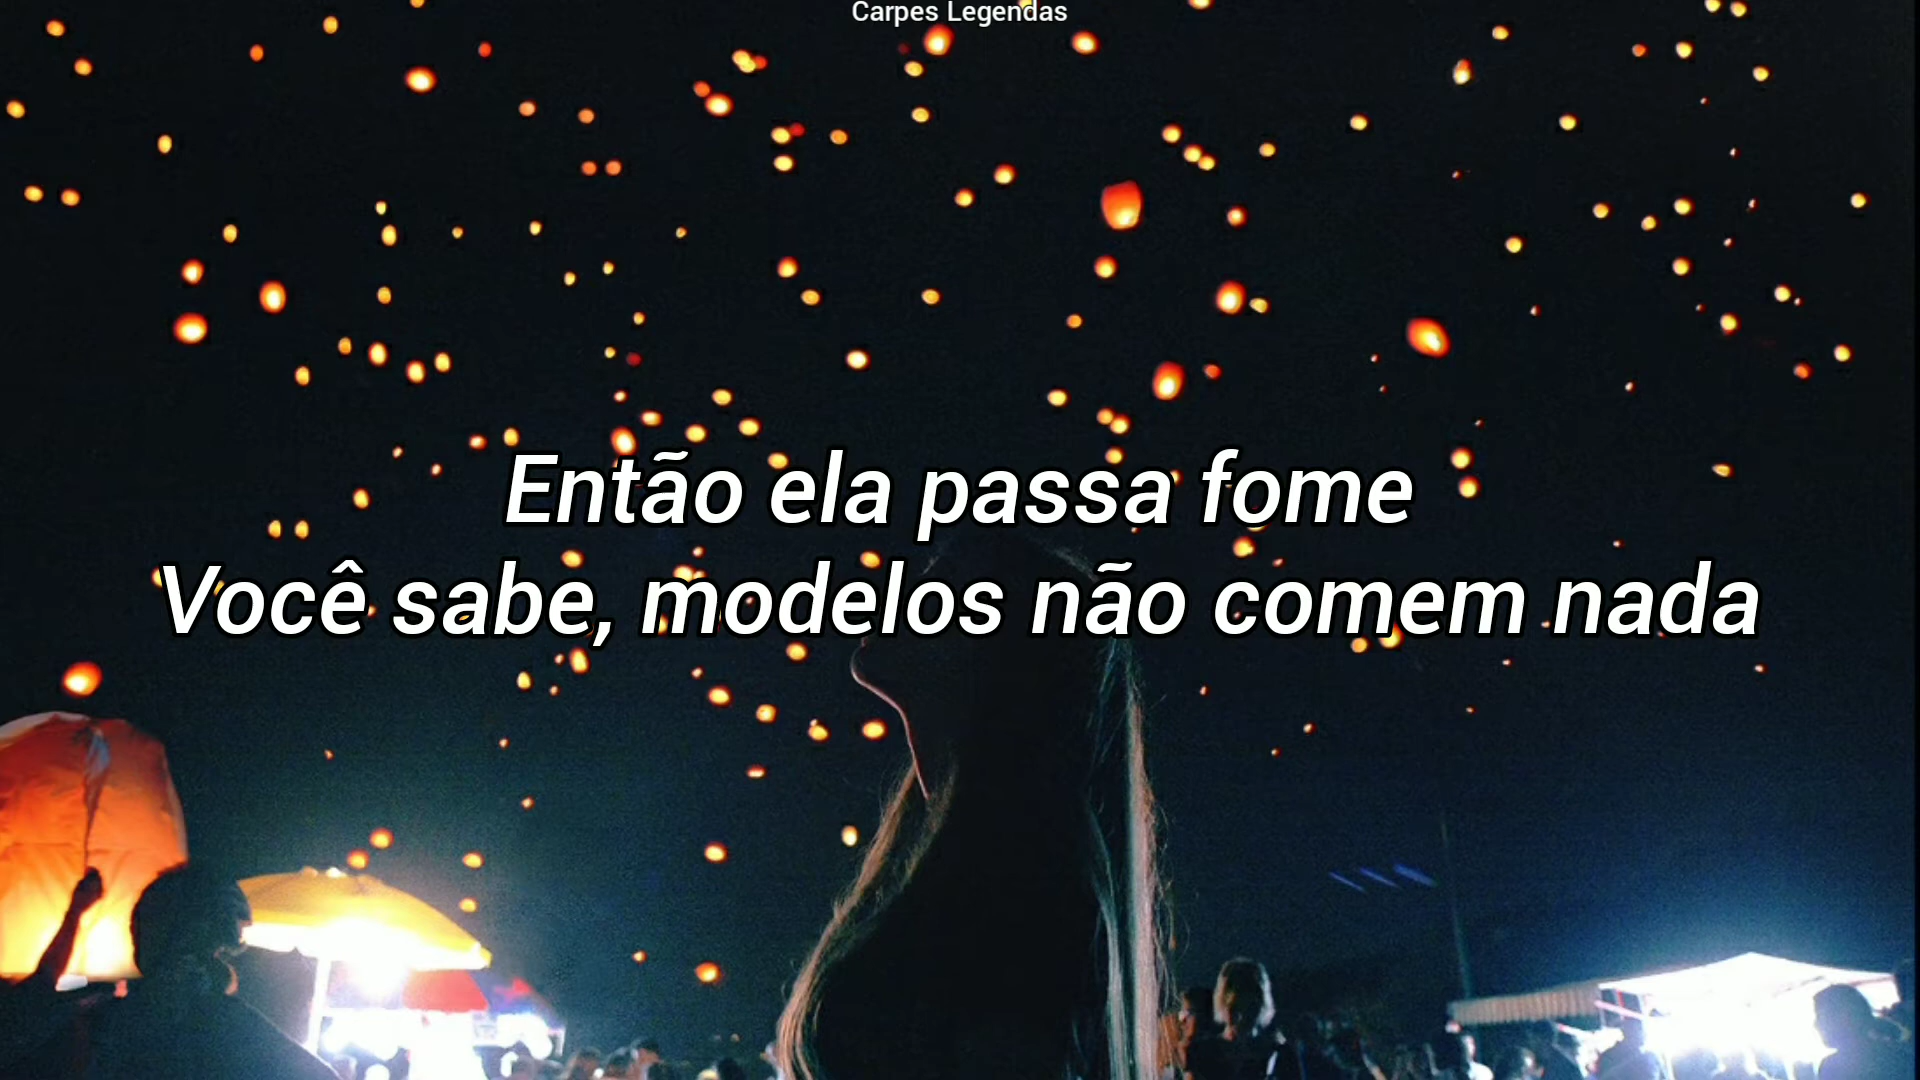 Carpes Legendas
Então ela passa fome
Você sabe, modelos não comem nada